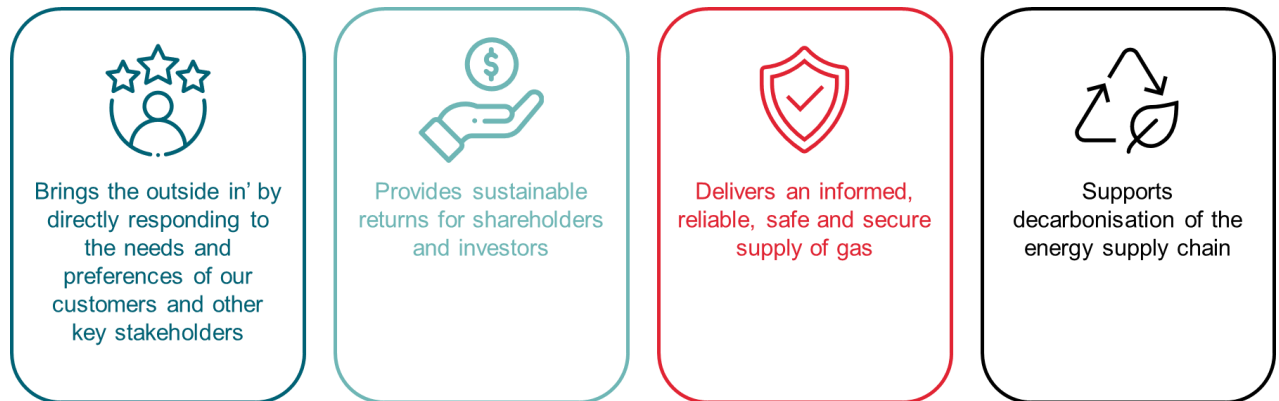 Brings the outside in’ by
directly responding to
the needs and
preferences of our
customers and other
key stakeholders
Provides sustainable
returns for shareholders
and investors
Delivers an informed,
reliable, safe and secure
supply of gas
Supports
decarbonisation of the
energy supply chain